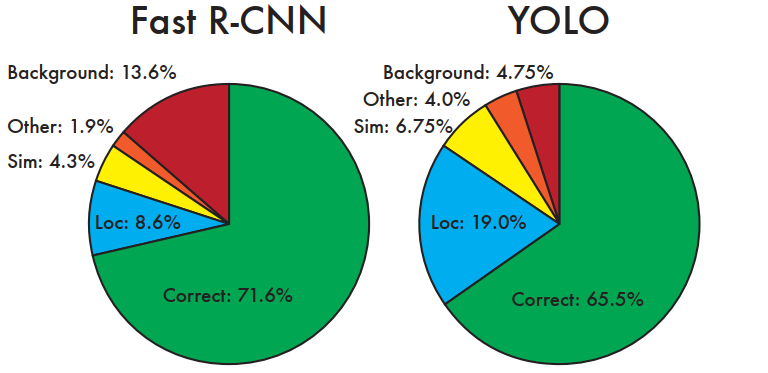 Fast R-CNN
Background: 13.6%
Other: 1.9%
Sim: 4.3%
Loc: 8.6%
Correct: 71.6%
YOLO
Background: 4.75%
Other: 4.0%
Sim: 6.75%
Loc: 19.0%
Correct: 65.5%